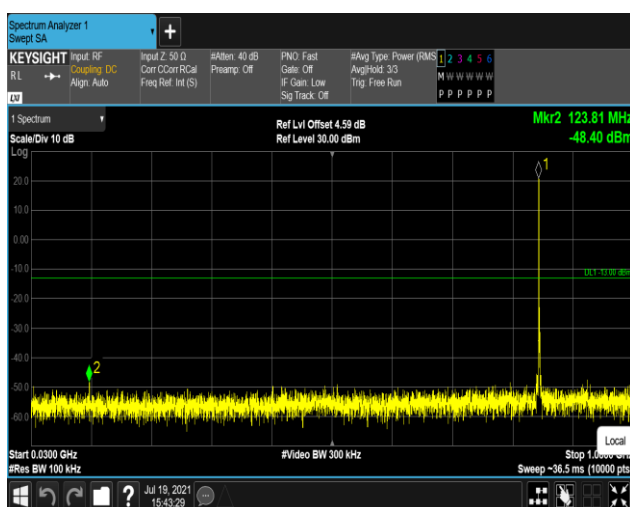 Spectrum Analyzer 1
Swept SA
+
KEYSIGHT Input: RF Input Z: 50 Ω #Atten: 40 dB PNO: Fast #Avg Type: Power (RMS 1 2 3 4 5 6
RL Coupling: DC Corr CCorr RCal Preamp: Off Gate: Off Avg|Hold: 3/3 M W W W W W
Align: Auto Freq Ref: Int (S) IF Gain: Low Trig: Free Run
LXI Sig Track: Off P P P P P P
1 Spectrum Ref Lvl Offset 4.59 dB Mkr2 123.81 MHz
Scale/Div 10 dB Ref Level 30.00 dBm -48.40 dBm
Log
1
20.0
10.0
0.00
-10.0
DL1 -13.00 dBm
-20.0
-30.0
-40.0
2
-50.0
-60.0
Local
Start 0.0300 GHz #Video BW 300 kHz Stop
#Res BW 100 kHz Sweep ~36.5 ms (10000 pts
? Jul 19, 2021
15:43:29